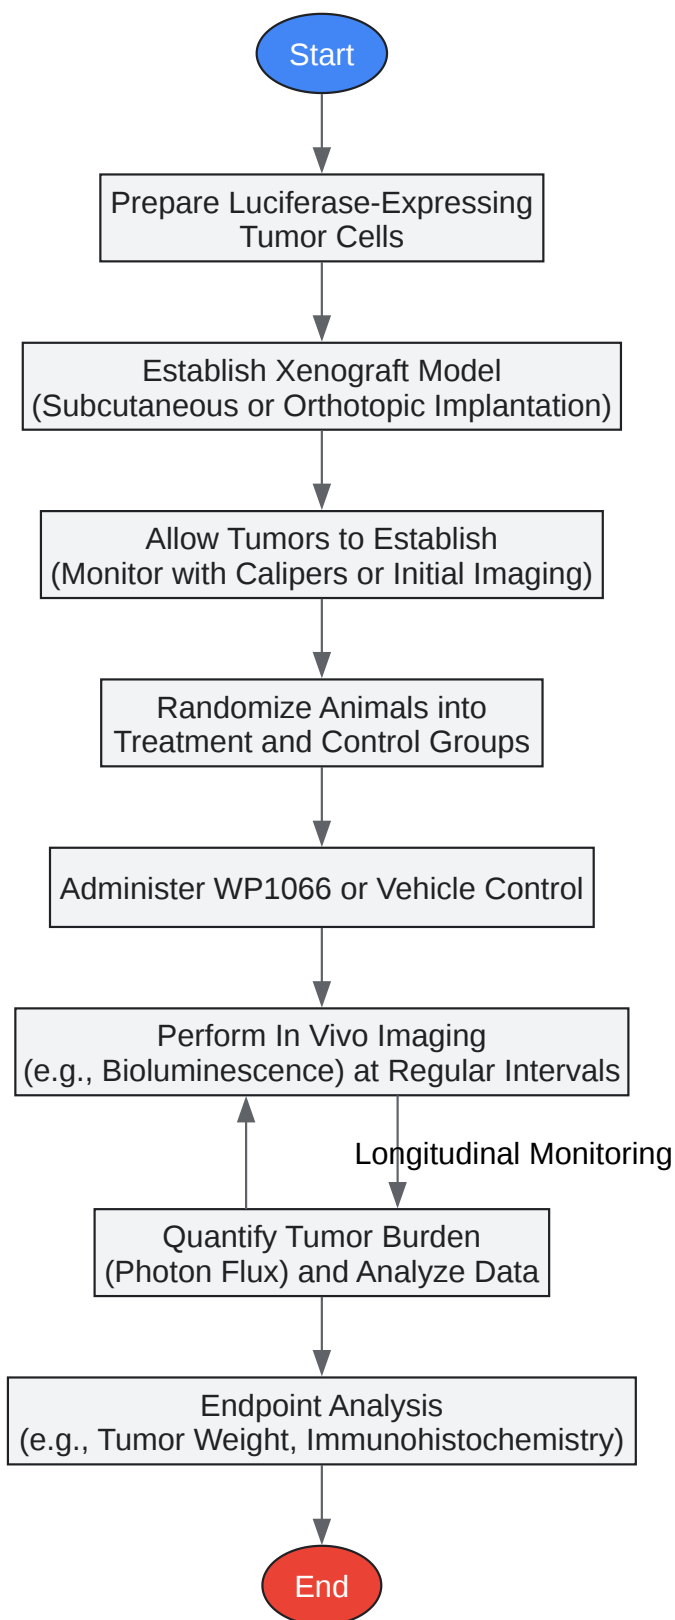 Start
Prepare Luciferase-Expressing
Tumor Cells
Establish Xenograft Model
(Subcutaneous or Orthotopic Implantation)
Allow Tumors to Establish
(Monitor with Calipers or Initial Imaging)
Randomize Animals into
Treatment and Control Groups
Administer WP1066 or Vehicle Control
Perform In Vivo Imaging
(e.g., Bioluminescence) at Regular Intervals
Longitudinal Monitoring
Quantify Tumor Burden
(Photon Flux) and Analyze Data
Endpoint Analysis
(e.g., Tumor Weight, Immunohistochemistry)
End